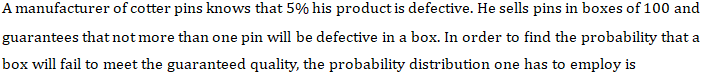 A manufacturer of cotter pins knows that 5% his product is defective. He sells pins in boxes of 100 and
guarantees that not more than one pin will be defective in a box. In order to find the probability that a
box will fail to meet the guaranteed quality, the probability distribution one has to employ is